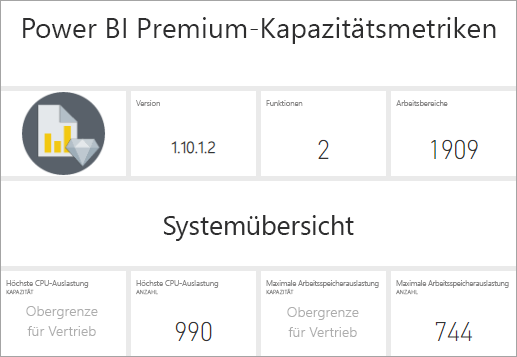 Power BI Premium-Kapazitätsmetriken
Version
1.10.1.2
Funktionen
2
Arbeitsbereiche
1909
Systemübersicht
Höchste CPU-Auslastung
KAPAZITÄT
Obergrenze
für Vertrieb
Höchste CPU-Auslastung
ANZAHL
990
Maximale Arbeitsspeicherauslastung
KAPAZITÄT
Obergrenze
für Vertrieb
Maximale Arbeitsspeicherauslastung
ANZAHL
744